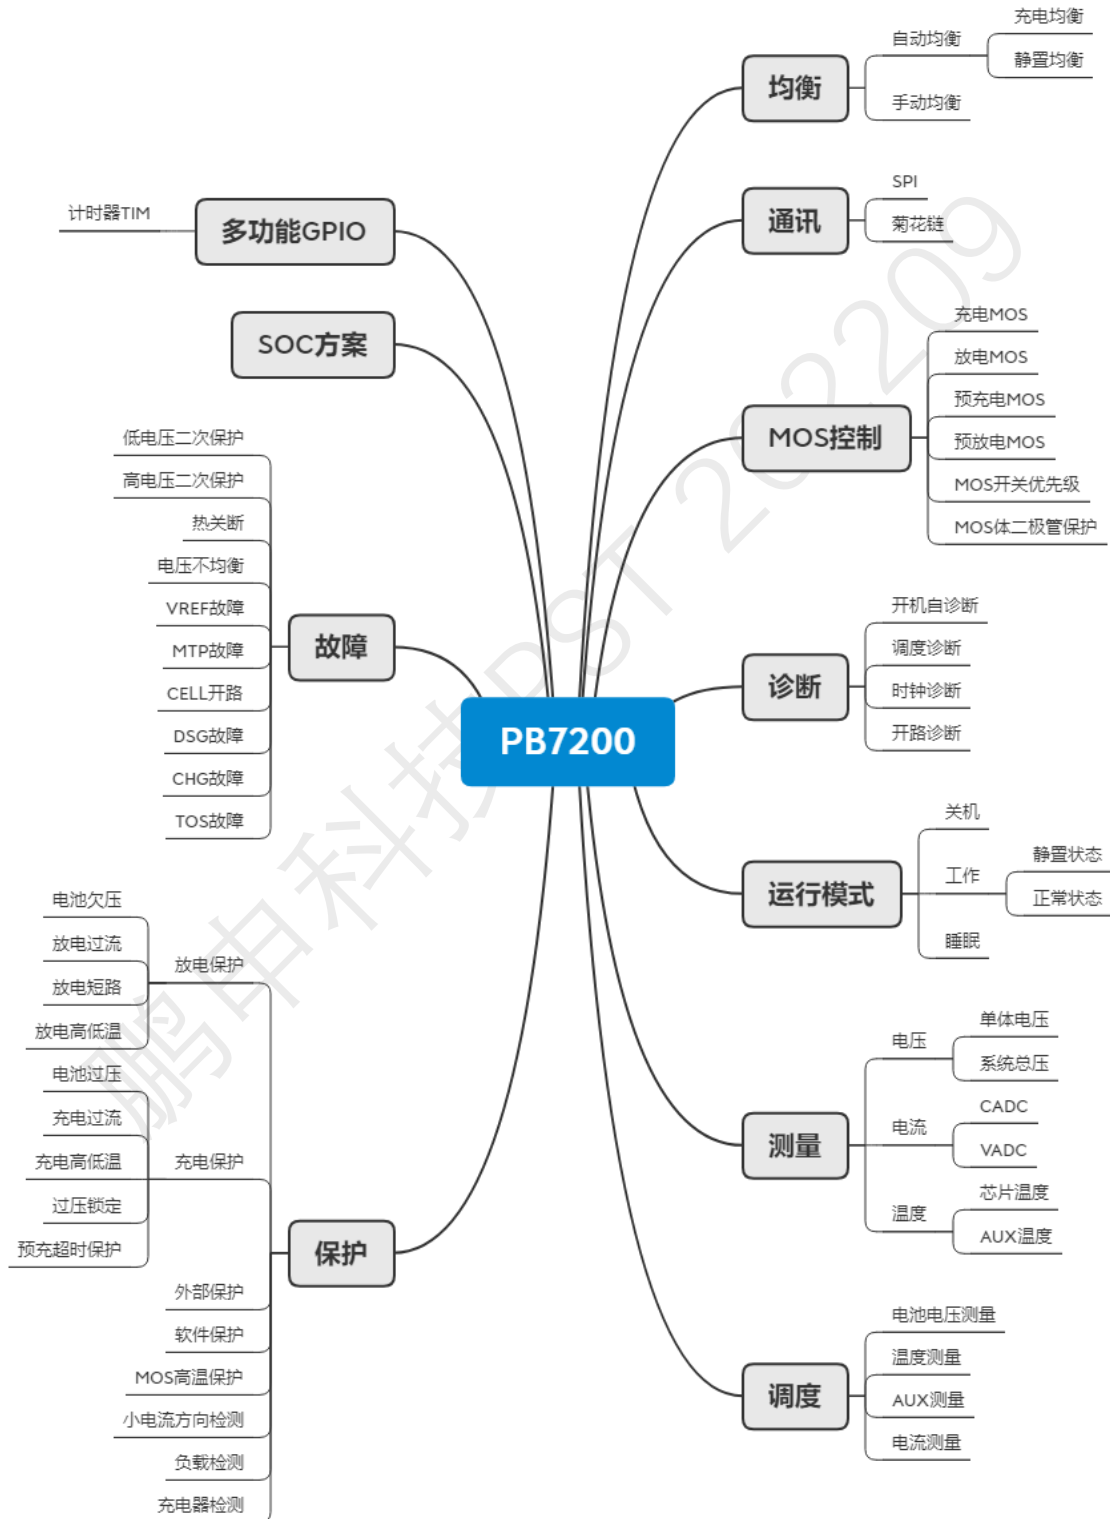 PB7200
均衡
自动均衡
充电均衡
静置均衡
手动均衡
通讯
SPI
菊花链
MOS控制
充电MOS
放电MOS
预充电MOS
预放电MOS
MOS开关优先级
MOS体二极管保护
诊断
开机自诊断
调度诊断
时钟诊断
开路诊断
运行模式
关机
工作
静置状态
正常状态
睡眠
测量
电压
单体电压
系统总压
电流
CADC
VADC
温度
芯片温度
AUX温度
调度
电池电压测量
温度测量
AUX测量
电流测量
多功能GPIO
计时器TIM
SOC方案
故障
低电压二次保护
高电压二次保护
热关断
电压不均衡
VREF故障
MTP故障
CELL开路
DSG故障
CHG故障
TOS故障
保护
放电保护
电池欠压
放电过流
放电短路
放电高低温
充电保护
电池过压
充电过流
充电高低温
过压锁定
预充超时保护
外部保护
软件保护
MOS高温保护
小电流方向检测
负载检测
充电器检测
鹏申科技PST 202209